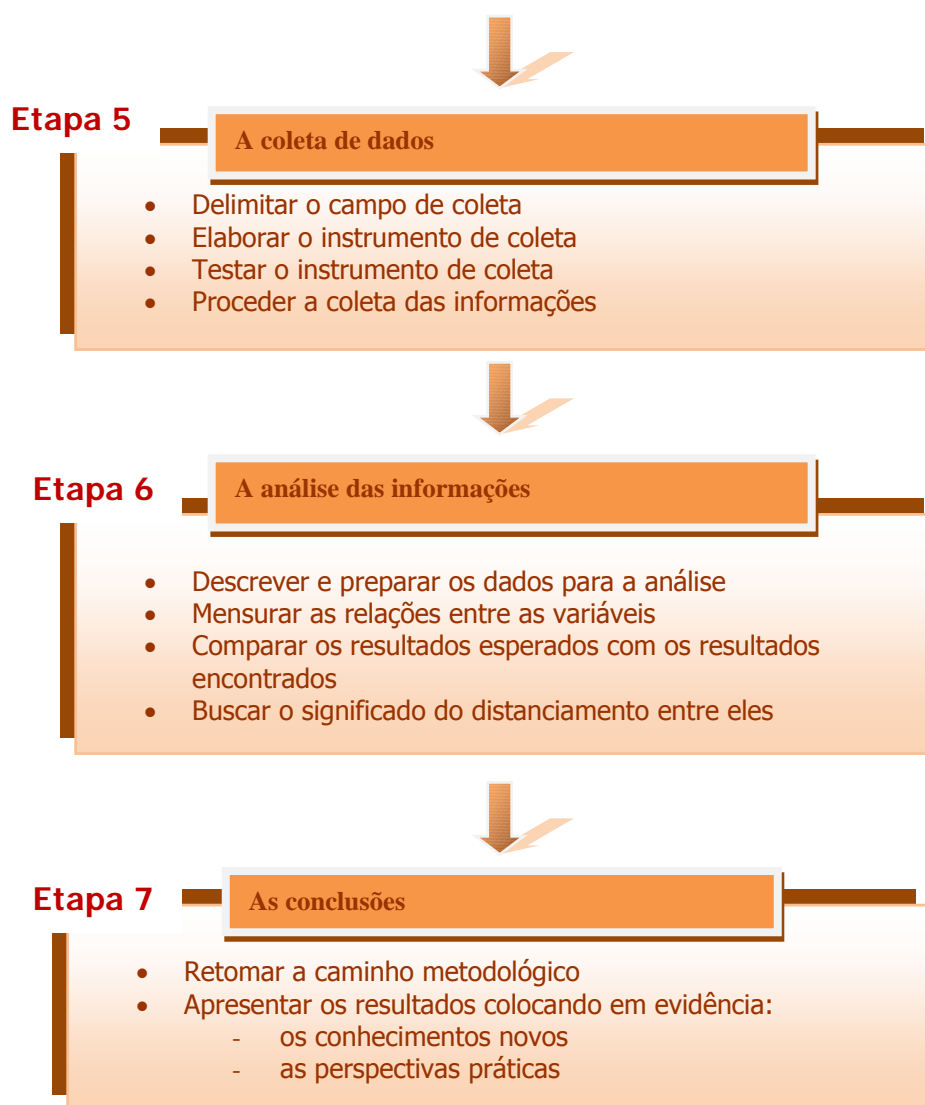 Etapa 5
A coleta de dados
• Delimitar o campo de coleta
• Elaborar o instrumento de coleta
• Testar o instrumento de coleta
• Proceder a coleta das informações
Etapa 6
A análise das informações
• Descrever e preparar os dados para a análise
• Mensurar as relações entre as variáveis
• Comparar os resultados esperados com os resultados
encontrados
• Buscar o significado do distanciamento entre eles
Etapa 7
As conclusões
• Retomar a caminho metodológico
• Apresentar os resultados colocando em evidência:
- os conhecimentos novos
- as perspectivas práticas